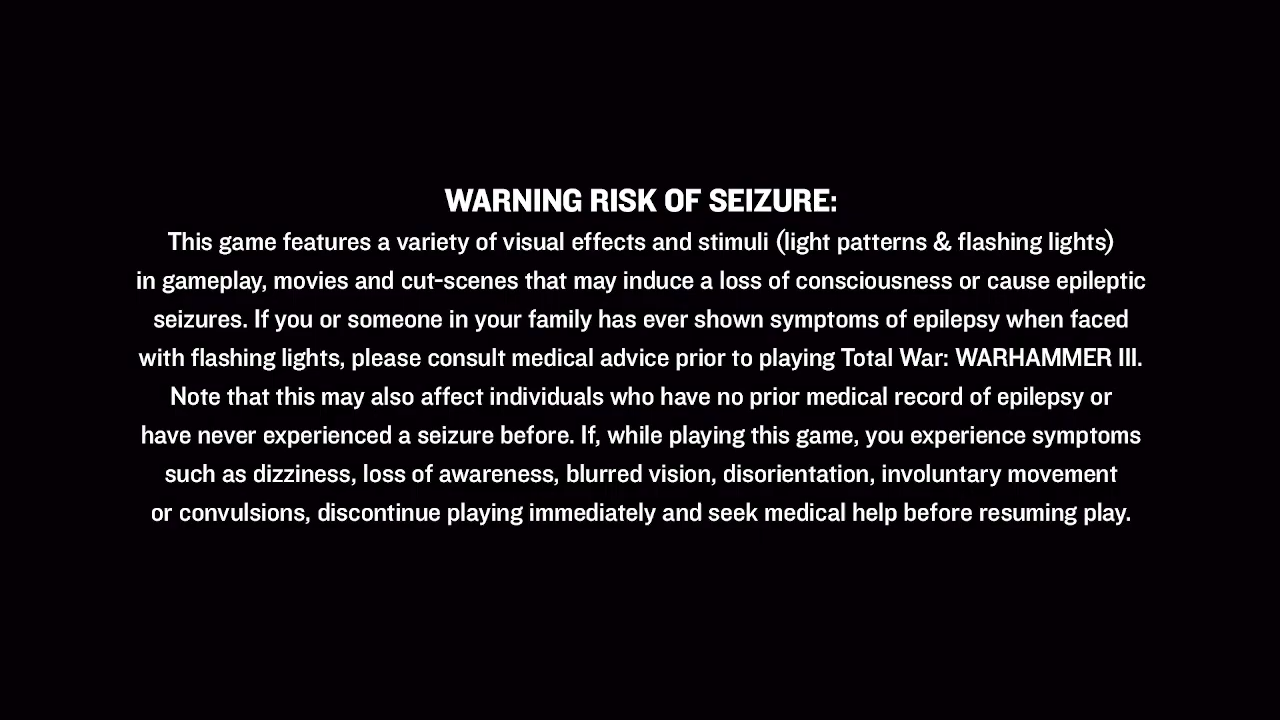 WARNING RISK OF SEIZURE:
This game features a variety of visual effects and stimuli (light patterns & flashing lights)
in gameplay, movies and cut-scenes that may induce a loss of consciousness or cause epileptic
seizures. If you or someone in your family has ever shown symptoms of epilepsy when faced
with flashing lights, please consult medical advice prior to playing Total War: WARHAMMER III.
Note that this may also affect individuals who have no prior medical record of epilepsy or
have never experienced a seizure before. If, while playing this game, you experience symptoms
such as dizziness, loss of awareness, blurred vision, disorientation, involuntary movement
or convulsions, discontinue playing immediately and seek medical help before resuming play.